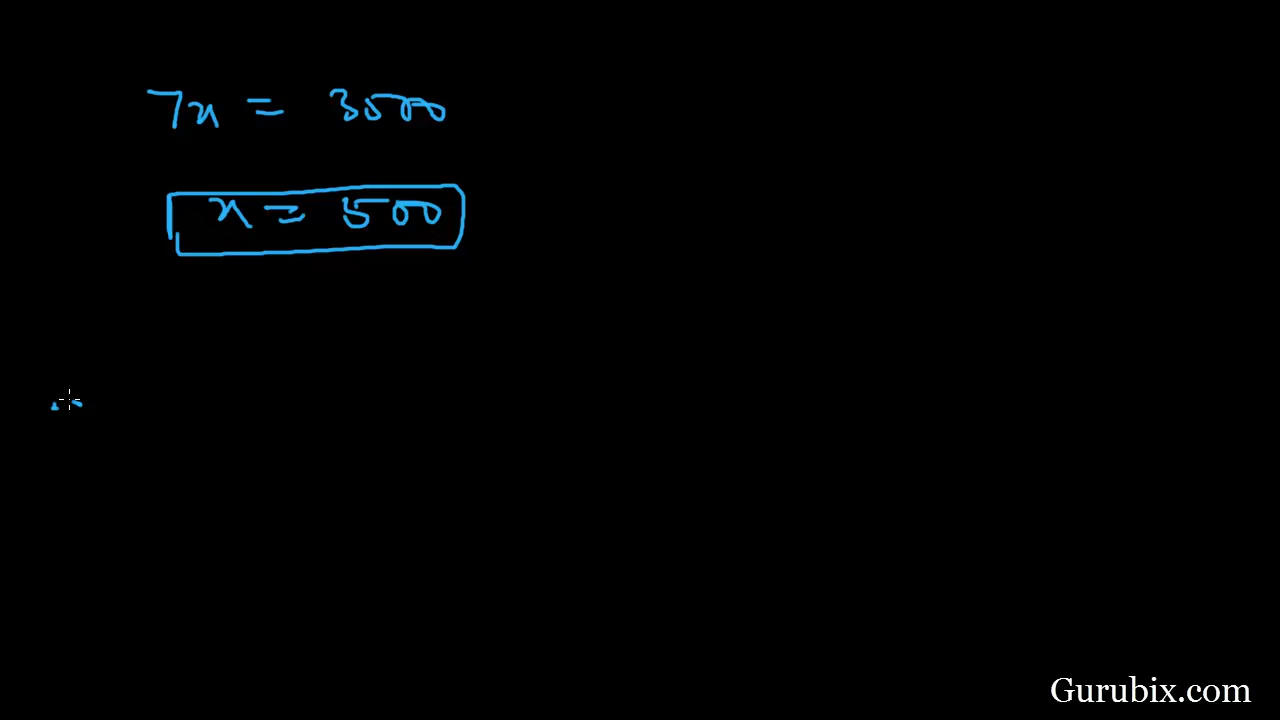 7x = 3500
x = 500
Gurubix.com